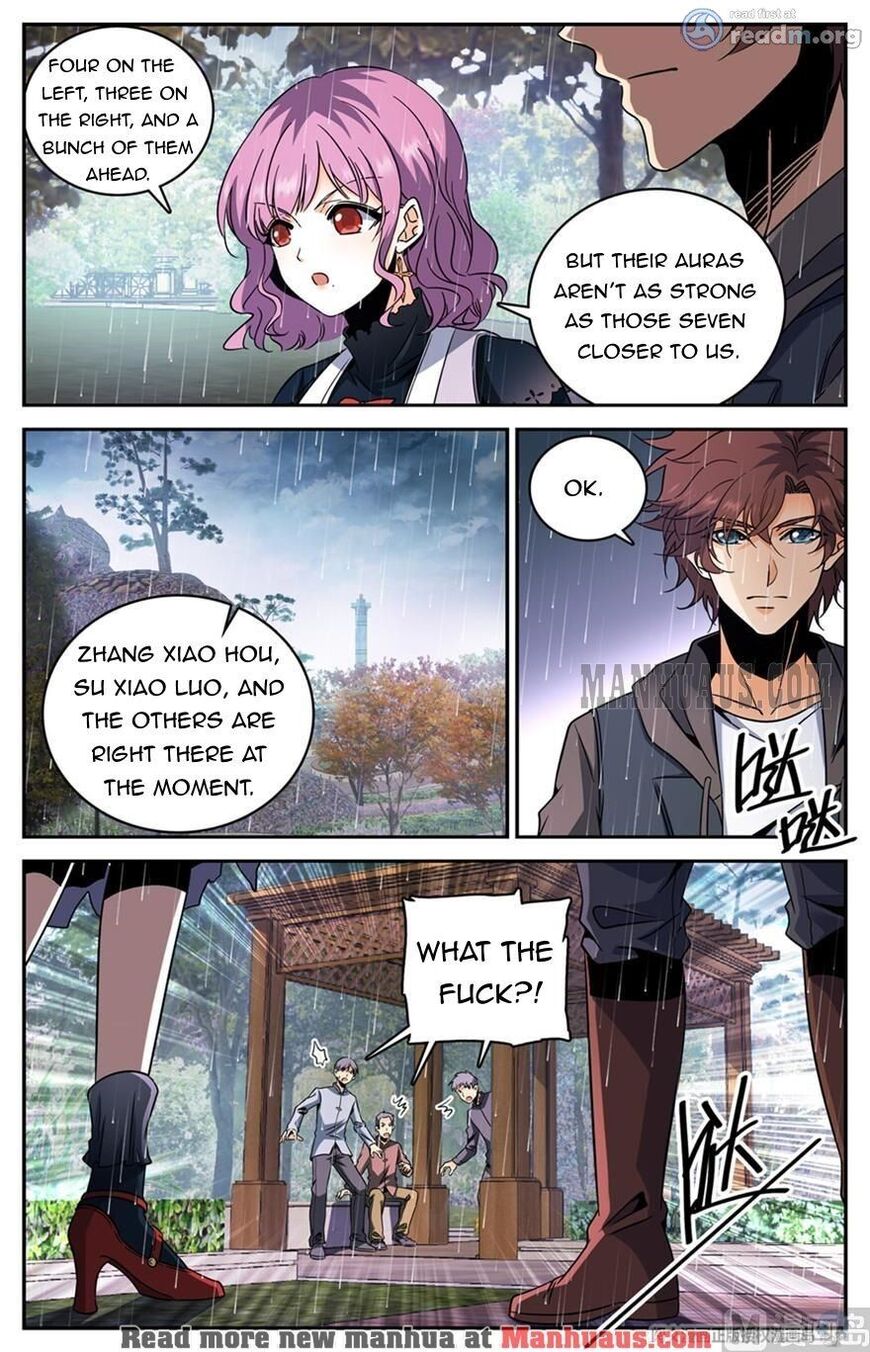 read first at
readm.org
FOUR ON THE
LEFT, THREE ON
THE RIGHT, AND A
BUNCH OF THEM
AHEAD.
BUT THEIR AURAS
AREN'T AS STRONG
AS THOSE SEVEN
CLOSER TO US.
OK.
ZHANG XIAO HOU,
SU XIAO LUO, AND
THE OTHERS ARE
RIGHT THERE AT
THE MOMENT.
MANHUAUS.COM
哒
哒
WHAT THE
FUCK?!
哒
Read more new manhua at Manhuaus.com